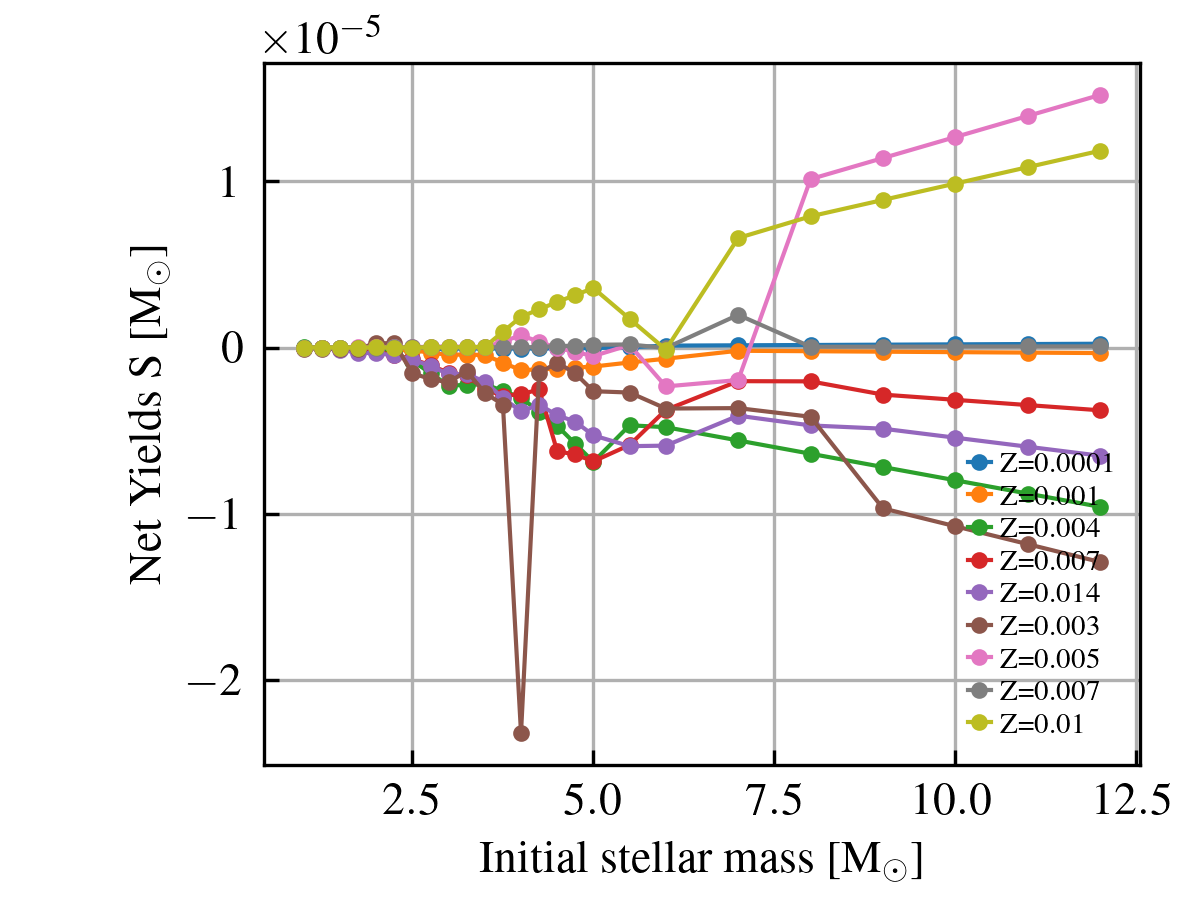 ×10⁻⁵
1
0
−1
−2
Net Yields S [M☉]
2.5 5.0 7.5 10.0 12.5
Initial stellar mass [M☉]
Z=0.0001
Z=0.001
Z=0.004
Z=0.007
Z=0.014
Z=0.003
Z=0.005
Z=0.007
Z=0.01